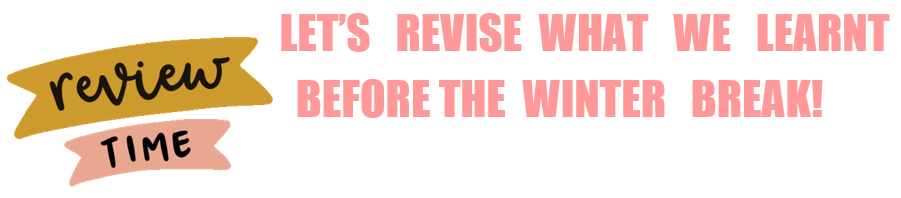 review
TIME
LET'S REVISE WHAT WE LEARNT
BEFORE THE WINTER BREAK!